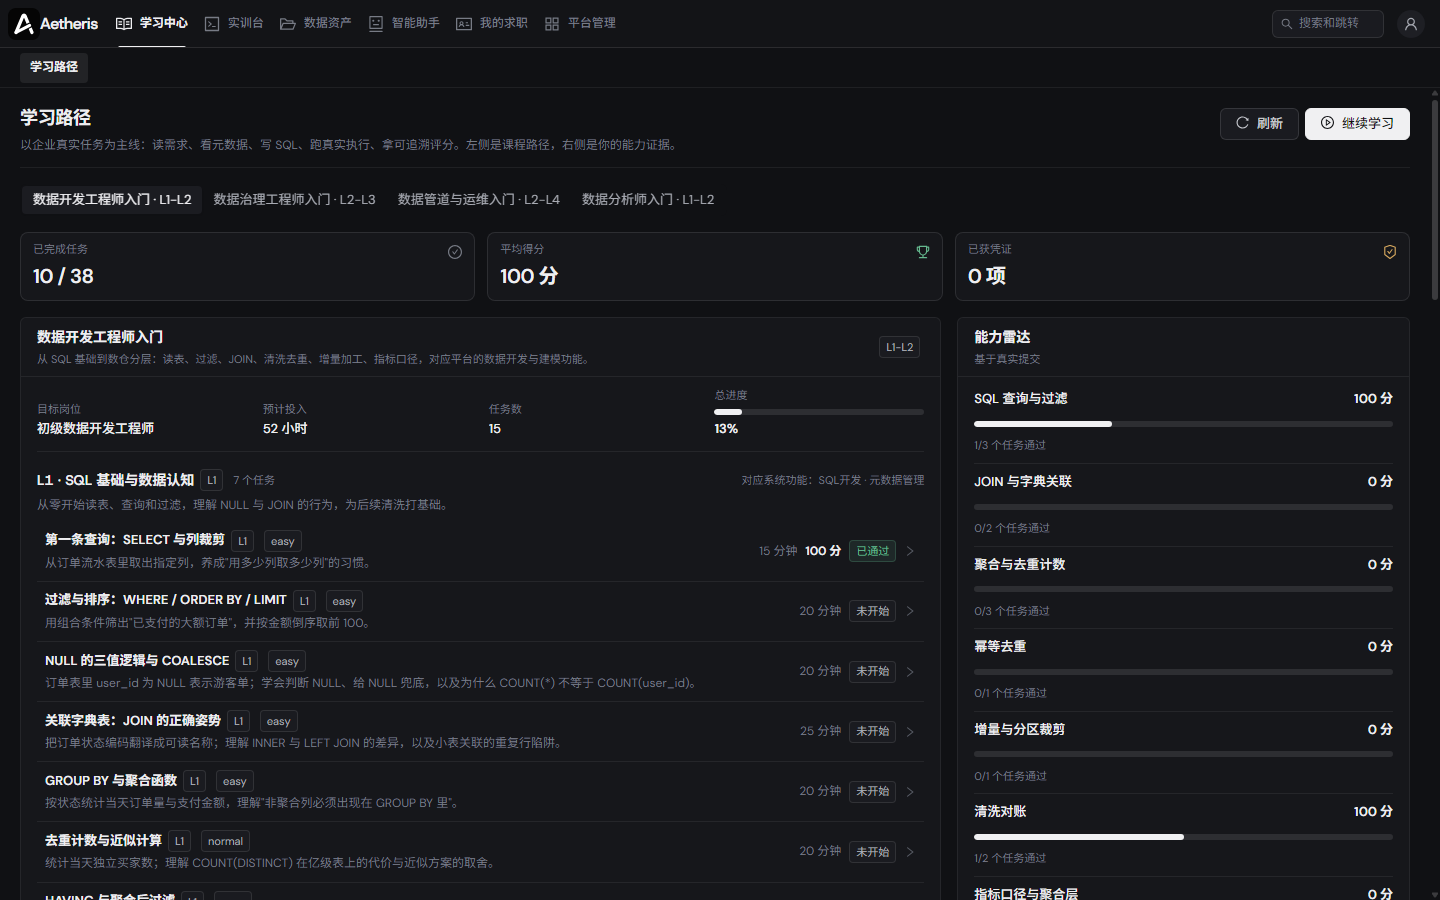 Aetheris 学习中心 实训台 数据资产 智能助手 我的求职 平台管理 搜索和跳转
学习路径
学习路径
刷新 继续学习
以企业真实任务为主线：读需求、看元数据、写 SQL、跑真实执行、拿可追溯评分。左侧是课程路径，右侧是你的能力证据。
数据开发工程师入门 · L1-L2 数据治理工程师入门 · L2-L3 数据管道与运维入门 · L2-L4 数据分析师入门 · L1-L2
已完成任务
10 / 38
平均得分
100 分
已获凭证
0 项
数据开发工程师入门
从 SQL 基础到数仓分层：读表、过滤、JOIN、清洗去重、增量加工、指标口径，对应平台的数据开发与建模功能。
L1-L2
目标岗位
初级数据开发工程师
预计投入
52 小时
任务数
15
总进度
13%
L1 · SQL 基础与数据认知 L1 7 个任务 对应系统功能：SQL开发 · 元数据管理
从零开始读表、查询和过滤，理解 NULL 与 JOIN 的行为，为后续清洗打基础。
第一条查询：SELECT 与列裁剪 L1 easy
从订单流水表里取出指定列，养成"用多少列取多少列"的习惯。
15 分钟 100 分 已通过
过滤与排序：WHERE / ORDER BY / LIMIT L1 easy
用组合条件筛出"已支付的大额订单"，并按金额倒序取前 100。
20 分钟 未开始
NULL 的三值逻辑与 COALESCE L1 easy
订单表里 user_id 为 NULL 表示游客单；学会判断 NULL、给 NULL 兜底，以及为什么 COUNT(*) 不等于 COUNT(user_id)。
20 分钟 未开始
关联字典表：JOIN 的正确姿势 L1 easy
把订单状态编码翻译成可读名称；理解 INNER 与 LEFT JOIN 的差异，以及小表关联的重复行陷阱。
25 分钟 未开始
GROUP BY 与聚合函数 L1 easy
按状态统计当天订单量与支付金额，理解"非聚合列必须出现在 GROUP BY 里"。
20 分钟 未开始
去重计数与近似计算 L1 normal
统计当天独立买家数；理解 COUNT(DISTINCT) 在亿级表上的代价与近似方案的取舍。
20 分钟 未开始
HAVING 与聚合后过滤 L1
能力雷达
基于真实提交
SQL 查询与过滤 100 分
1/3 个任务通过
JOIN 与字典关联 0 分
0/2 个任务通过
聚合与去重计数 0 分
0/3 个任务通过
幂等去重 0 分
0/1 个任务通过
增量与分区裁剪 0 分
0/1 个任务通过
清洗对账 100 分
1/2 个任务通过
指标口径与聚合层 0 分